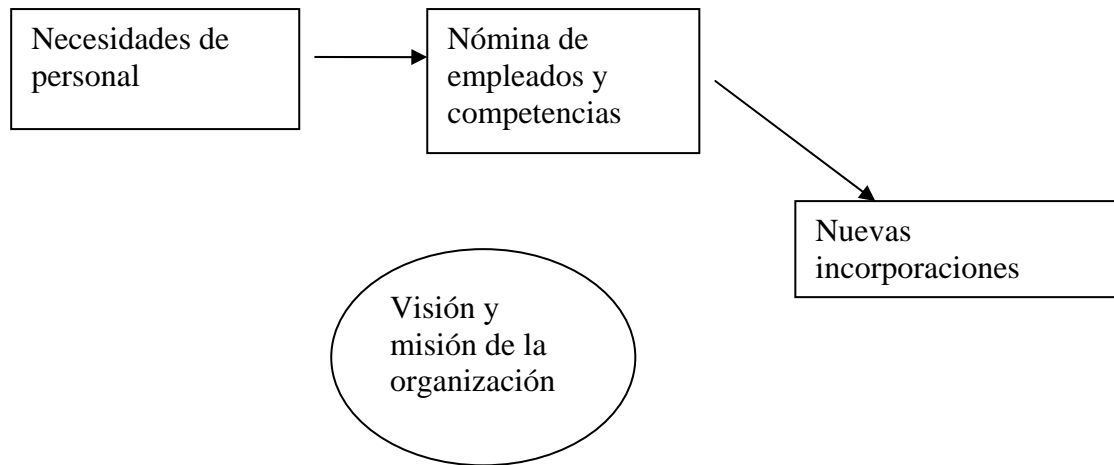 Necesidades de
personal
Nómina de
empleados y
competencias
Nuevas
incorporaciones
Visión y
misión de la
organización